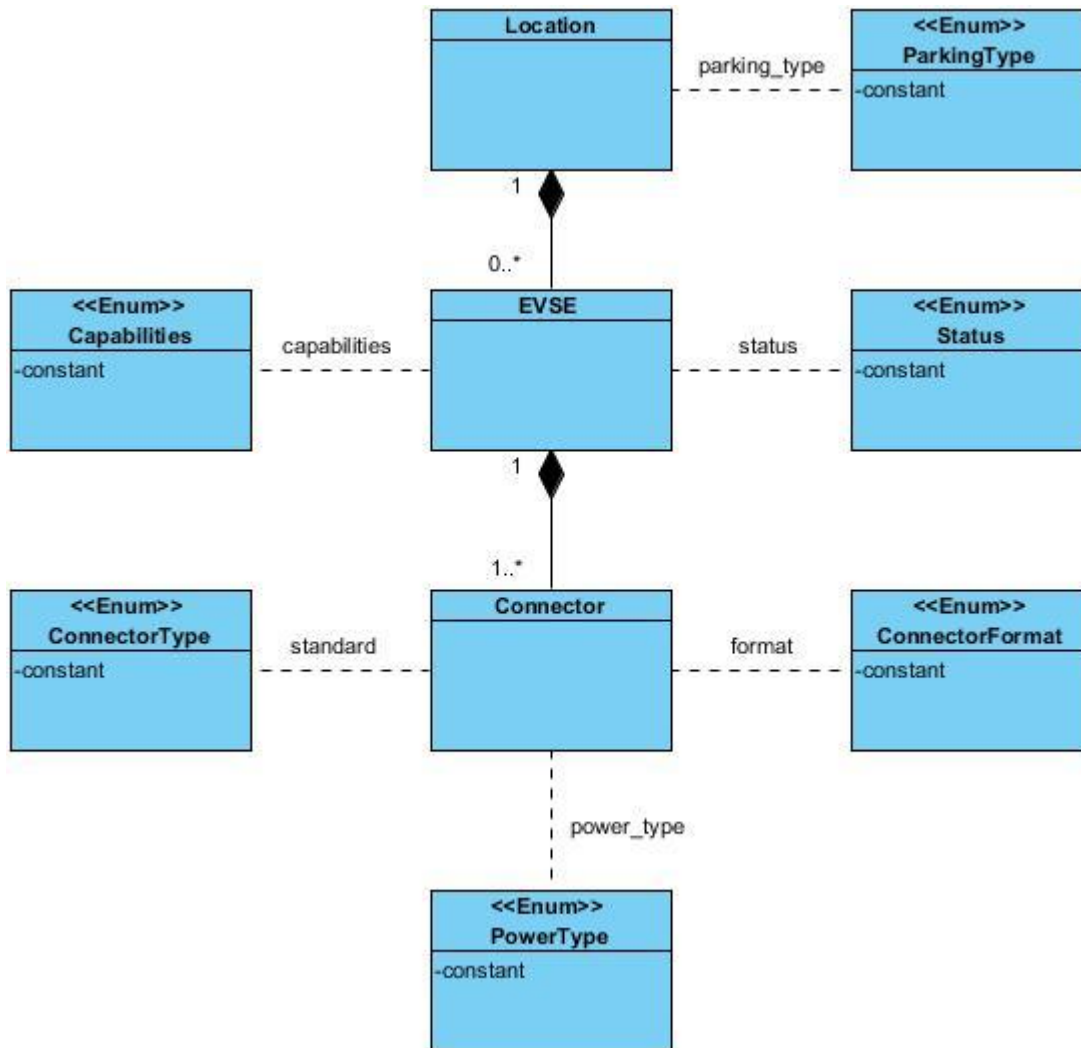 Location
<<Enum>>
ParkingType
-constant
parking_type
1
0..*
<<Enum>>
Capabilities
-constant
capabilities
EVSE
status
<<Enum>>
Status
-constant
1
1..*
<<Enum>>
ConnectorType
-constant
standard
Connector
format
<<Enum>>
ConnectorFormat
-constant
power_type
<<Enum>>
PowerType
-constant